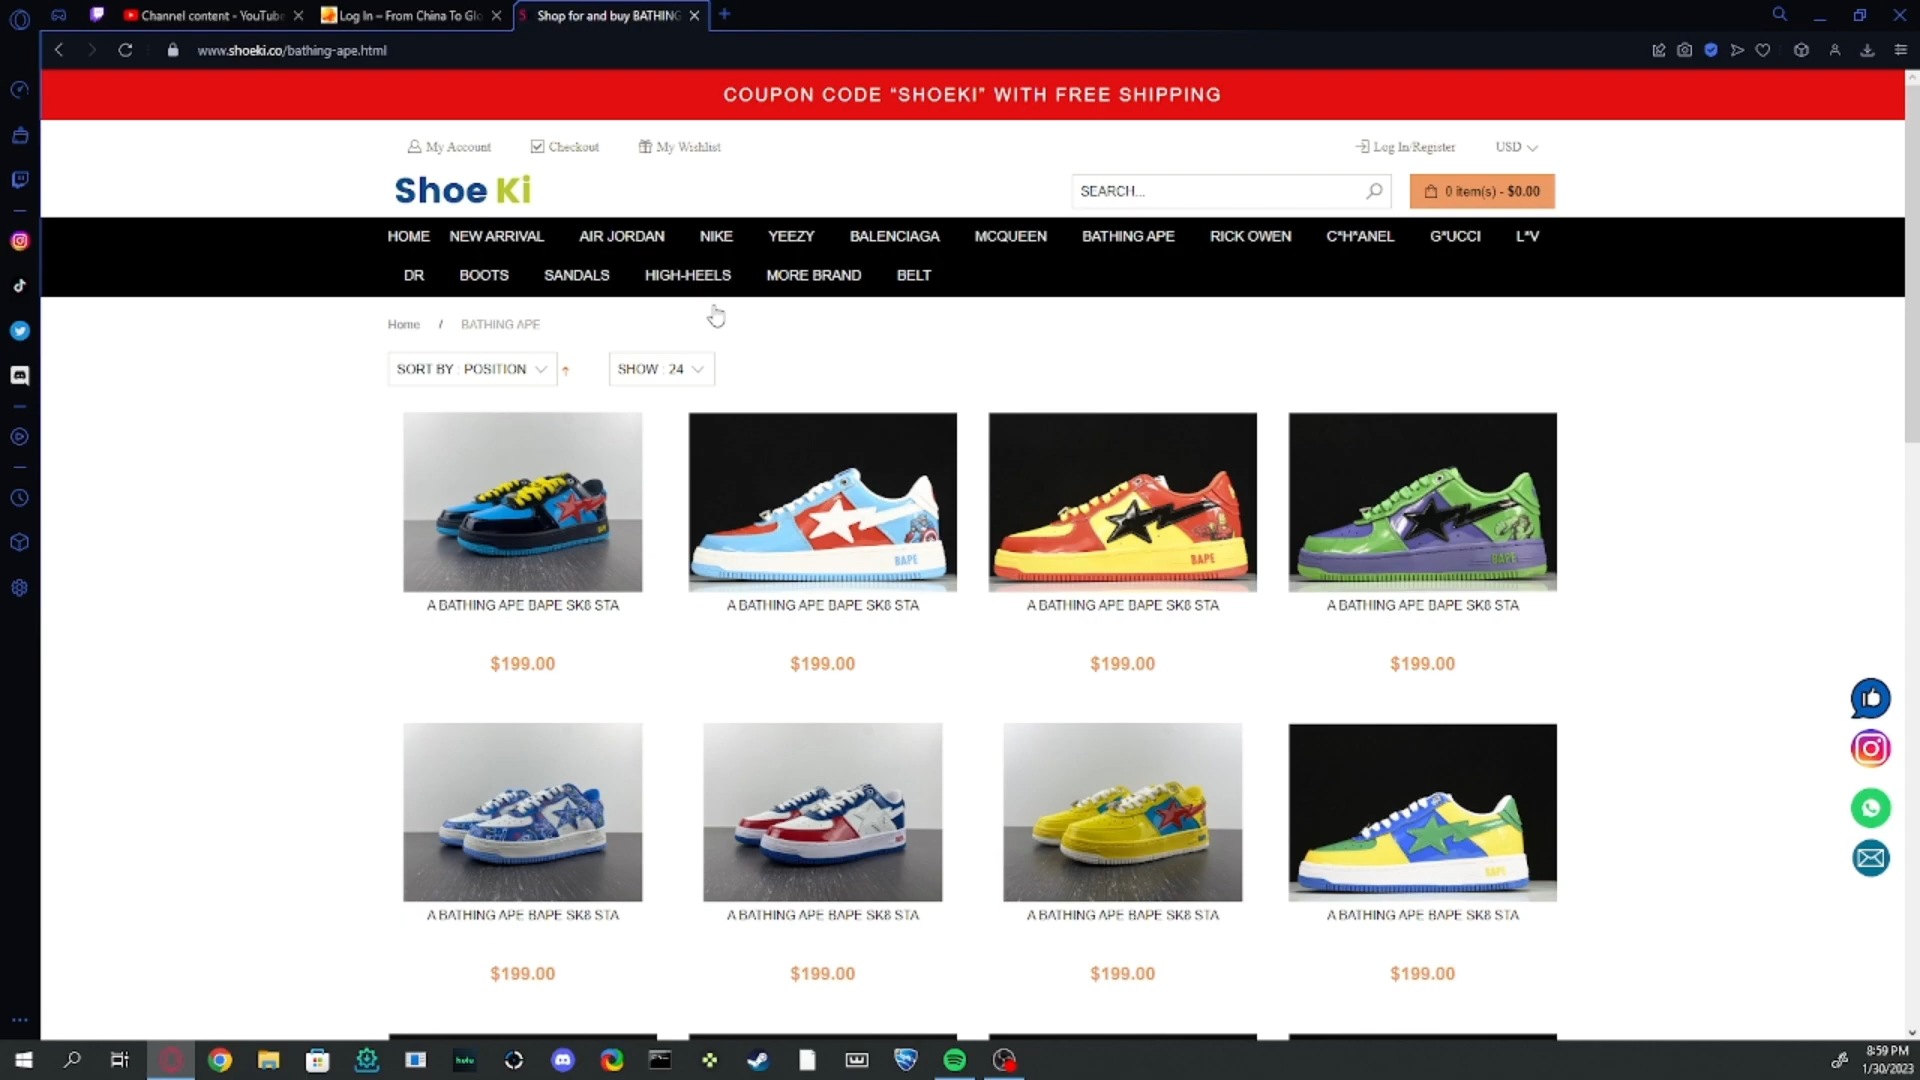 Channel content - YouTube
Log In – From China To Glo
Shop for and buy BATHING
www.shoeki.co/bathing-ape.html
COUPON CODE “SHOEKI” WITH FREE SHIPPING
My Account Checkout My Wishlist Log In/Register USD
Shoe Ki
SEARCH...
0 item(s) - $0.00
HOME NEW ARRIVAL AIR JORDAN NIKE YEEZY BALENCIAGA MCQUEEN BATHING APE RICK OWEN C*H*ANEL G*UCCI L*V
DR BOOTS SANDALS HIGH-HEELS MORE BRAND BELT
Home / BATHING APE
SORT BY : POSITION SHOW : 24
BAPE BAPE BAPE
A BATHING APE BAPE SK8 STA A BATHING APE BAPE SK8 STA A BATHING APE BAPE SK8 STA A BATHING APE BAPE SK8 STA
$199.00 $199.00 $199.00 $199.00
BAPE
A BATHING APE BAPE SK8 STA A BATHING APE BAPE SK8 STA A BATHING APE BAPE SK8 STA A BATHING APE BAPE SK8 STA
$199.00 $199.00 $199.00 $199.00
hulu
8:59 PM
1/30/2023